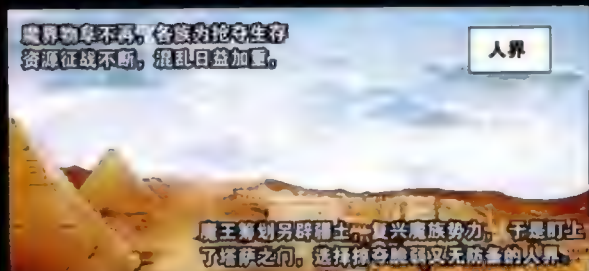 魔界物阜不再，各族为抢夺生存
资源征战不断，混乱日益加重。
人界
魔王筹划另辟疆土，复兴魔族势力，于是盯上
了塔萨之门，选择掠夺脆弱又无防备的人界。